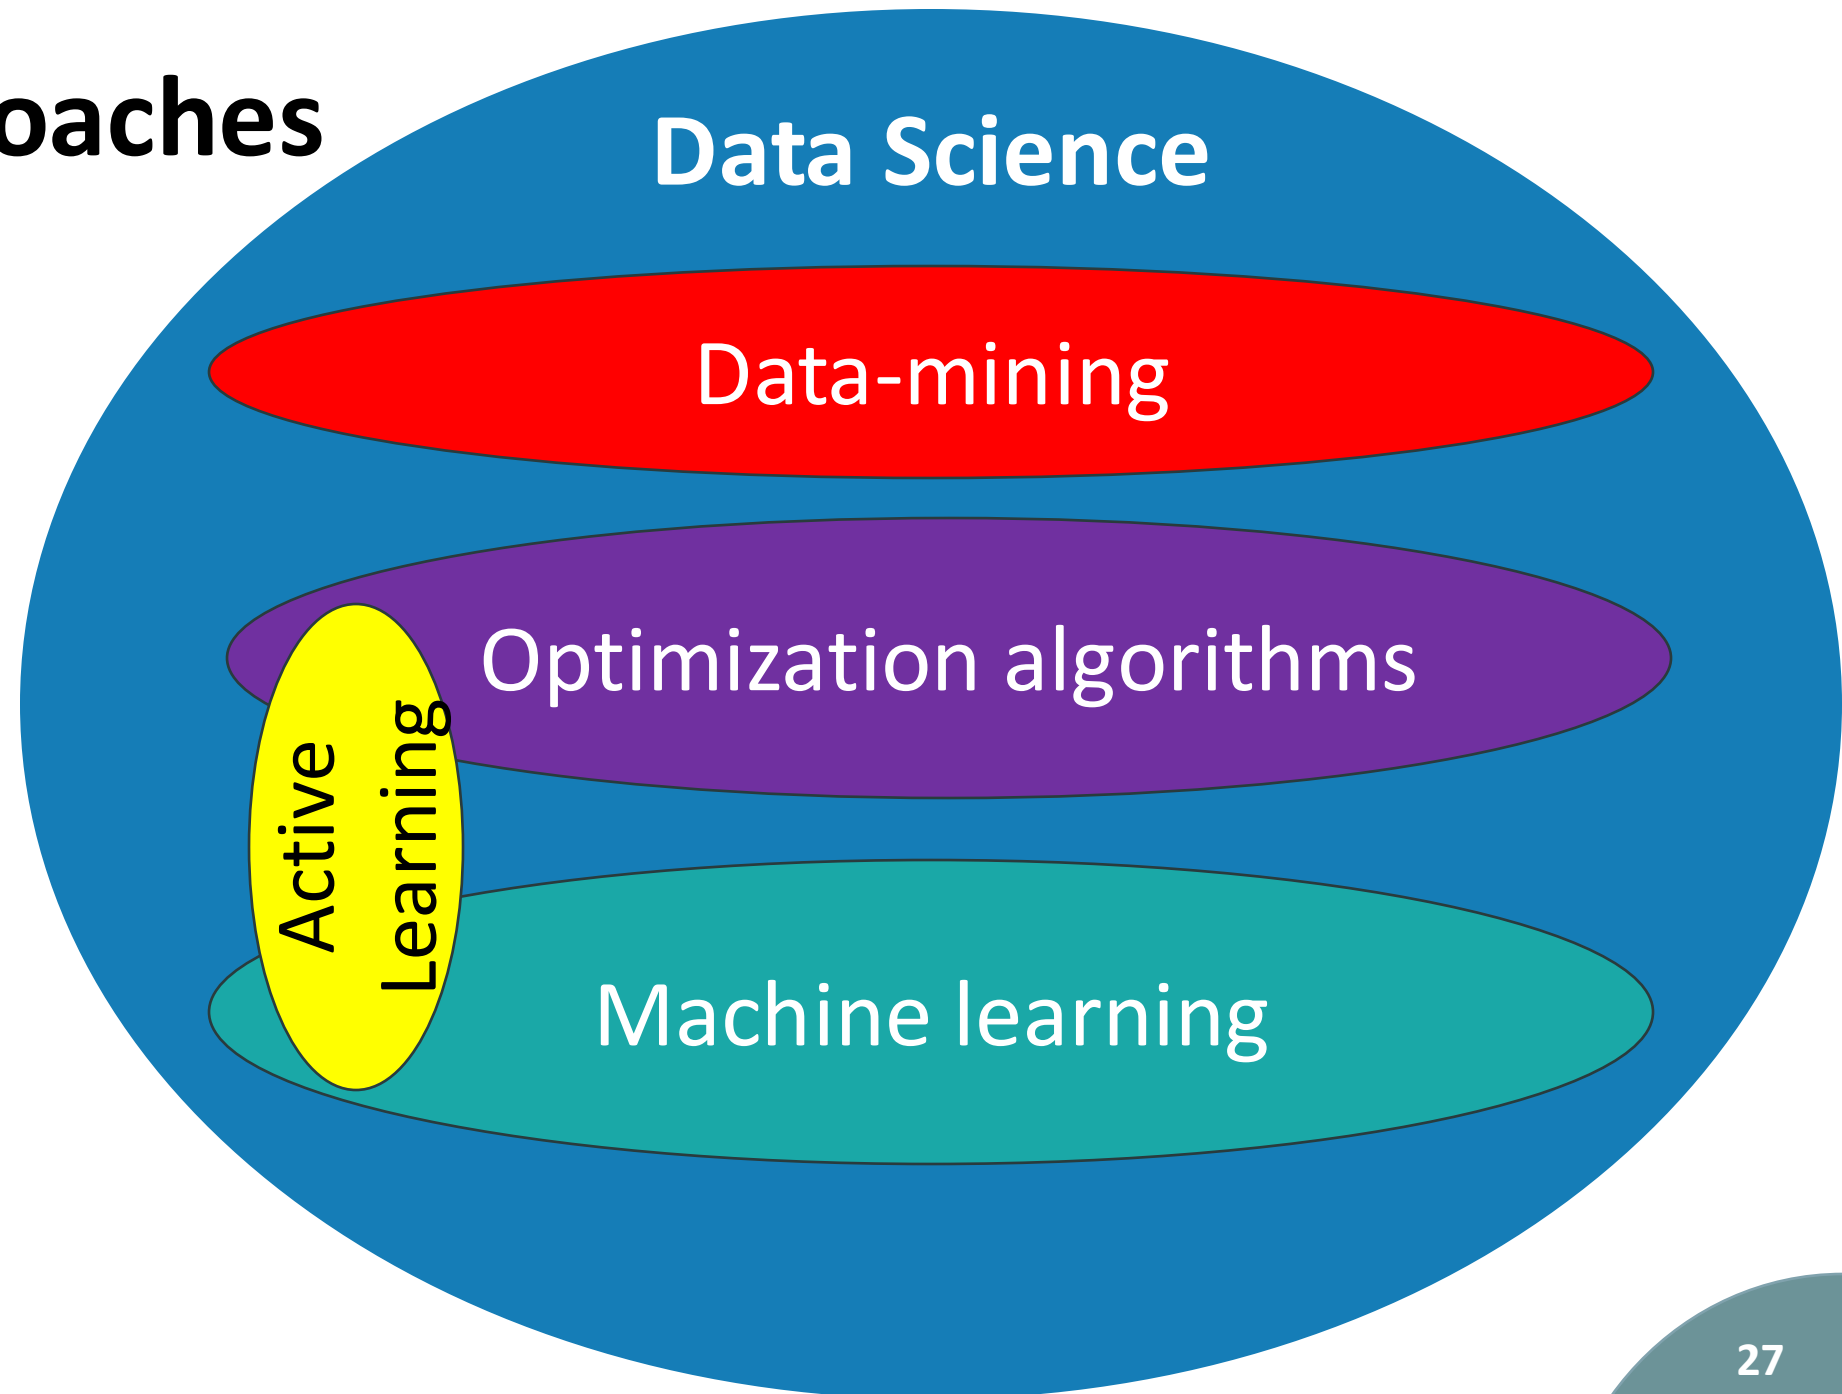 oaches
Data Science
Data-mining
Optimization algorithms
Active
Learning
Machine learning
27